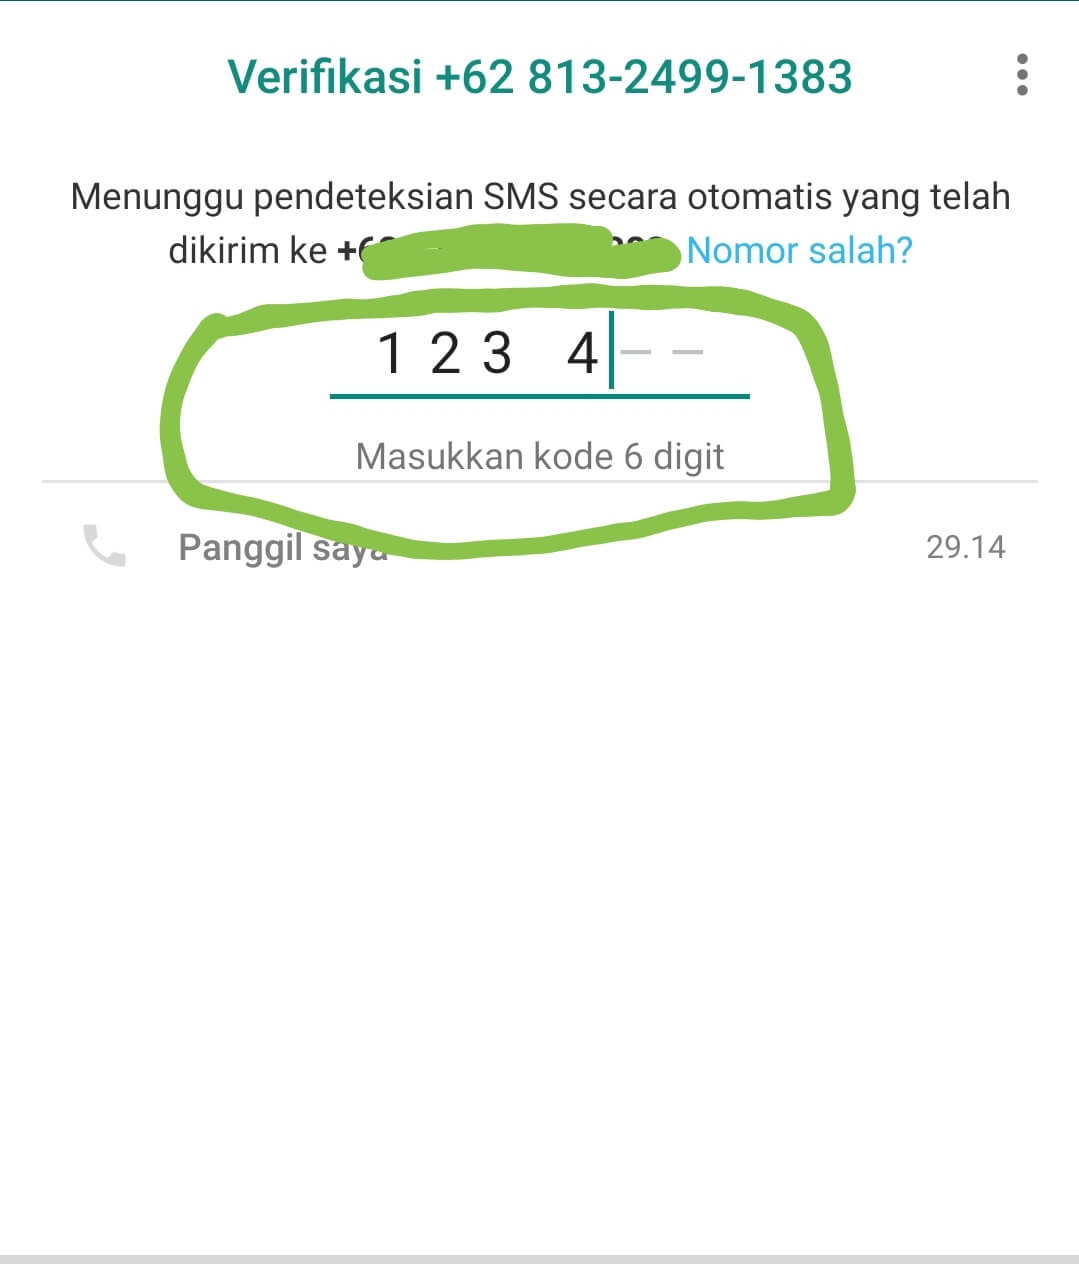 Verifikasi +62 813-2499-1383
Menunggu pendeteksian SMS secara otomatis yang telah
dikirim ke Nomor salah?
1 2 3 4 – –
Masukkan kode 6 digit
Panggil saya 29.14